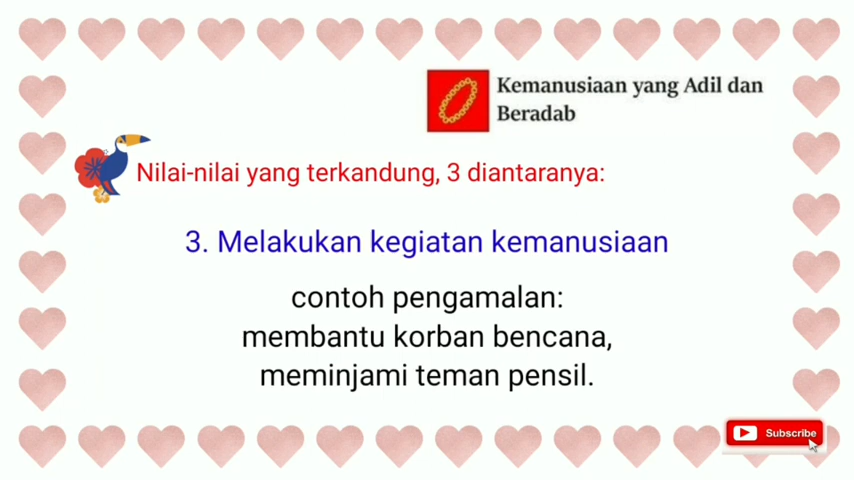 Kemanusiaan yang Adil dan
Beradab
Nilai-nilai yang terkandung, 3 diantaranya:
3. Melakukan kegiatan kemanusiaan
contoh pengamalan:
membantu korban bencana,
meminjami teman pensil.
Subscribe